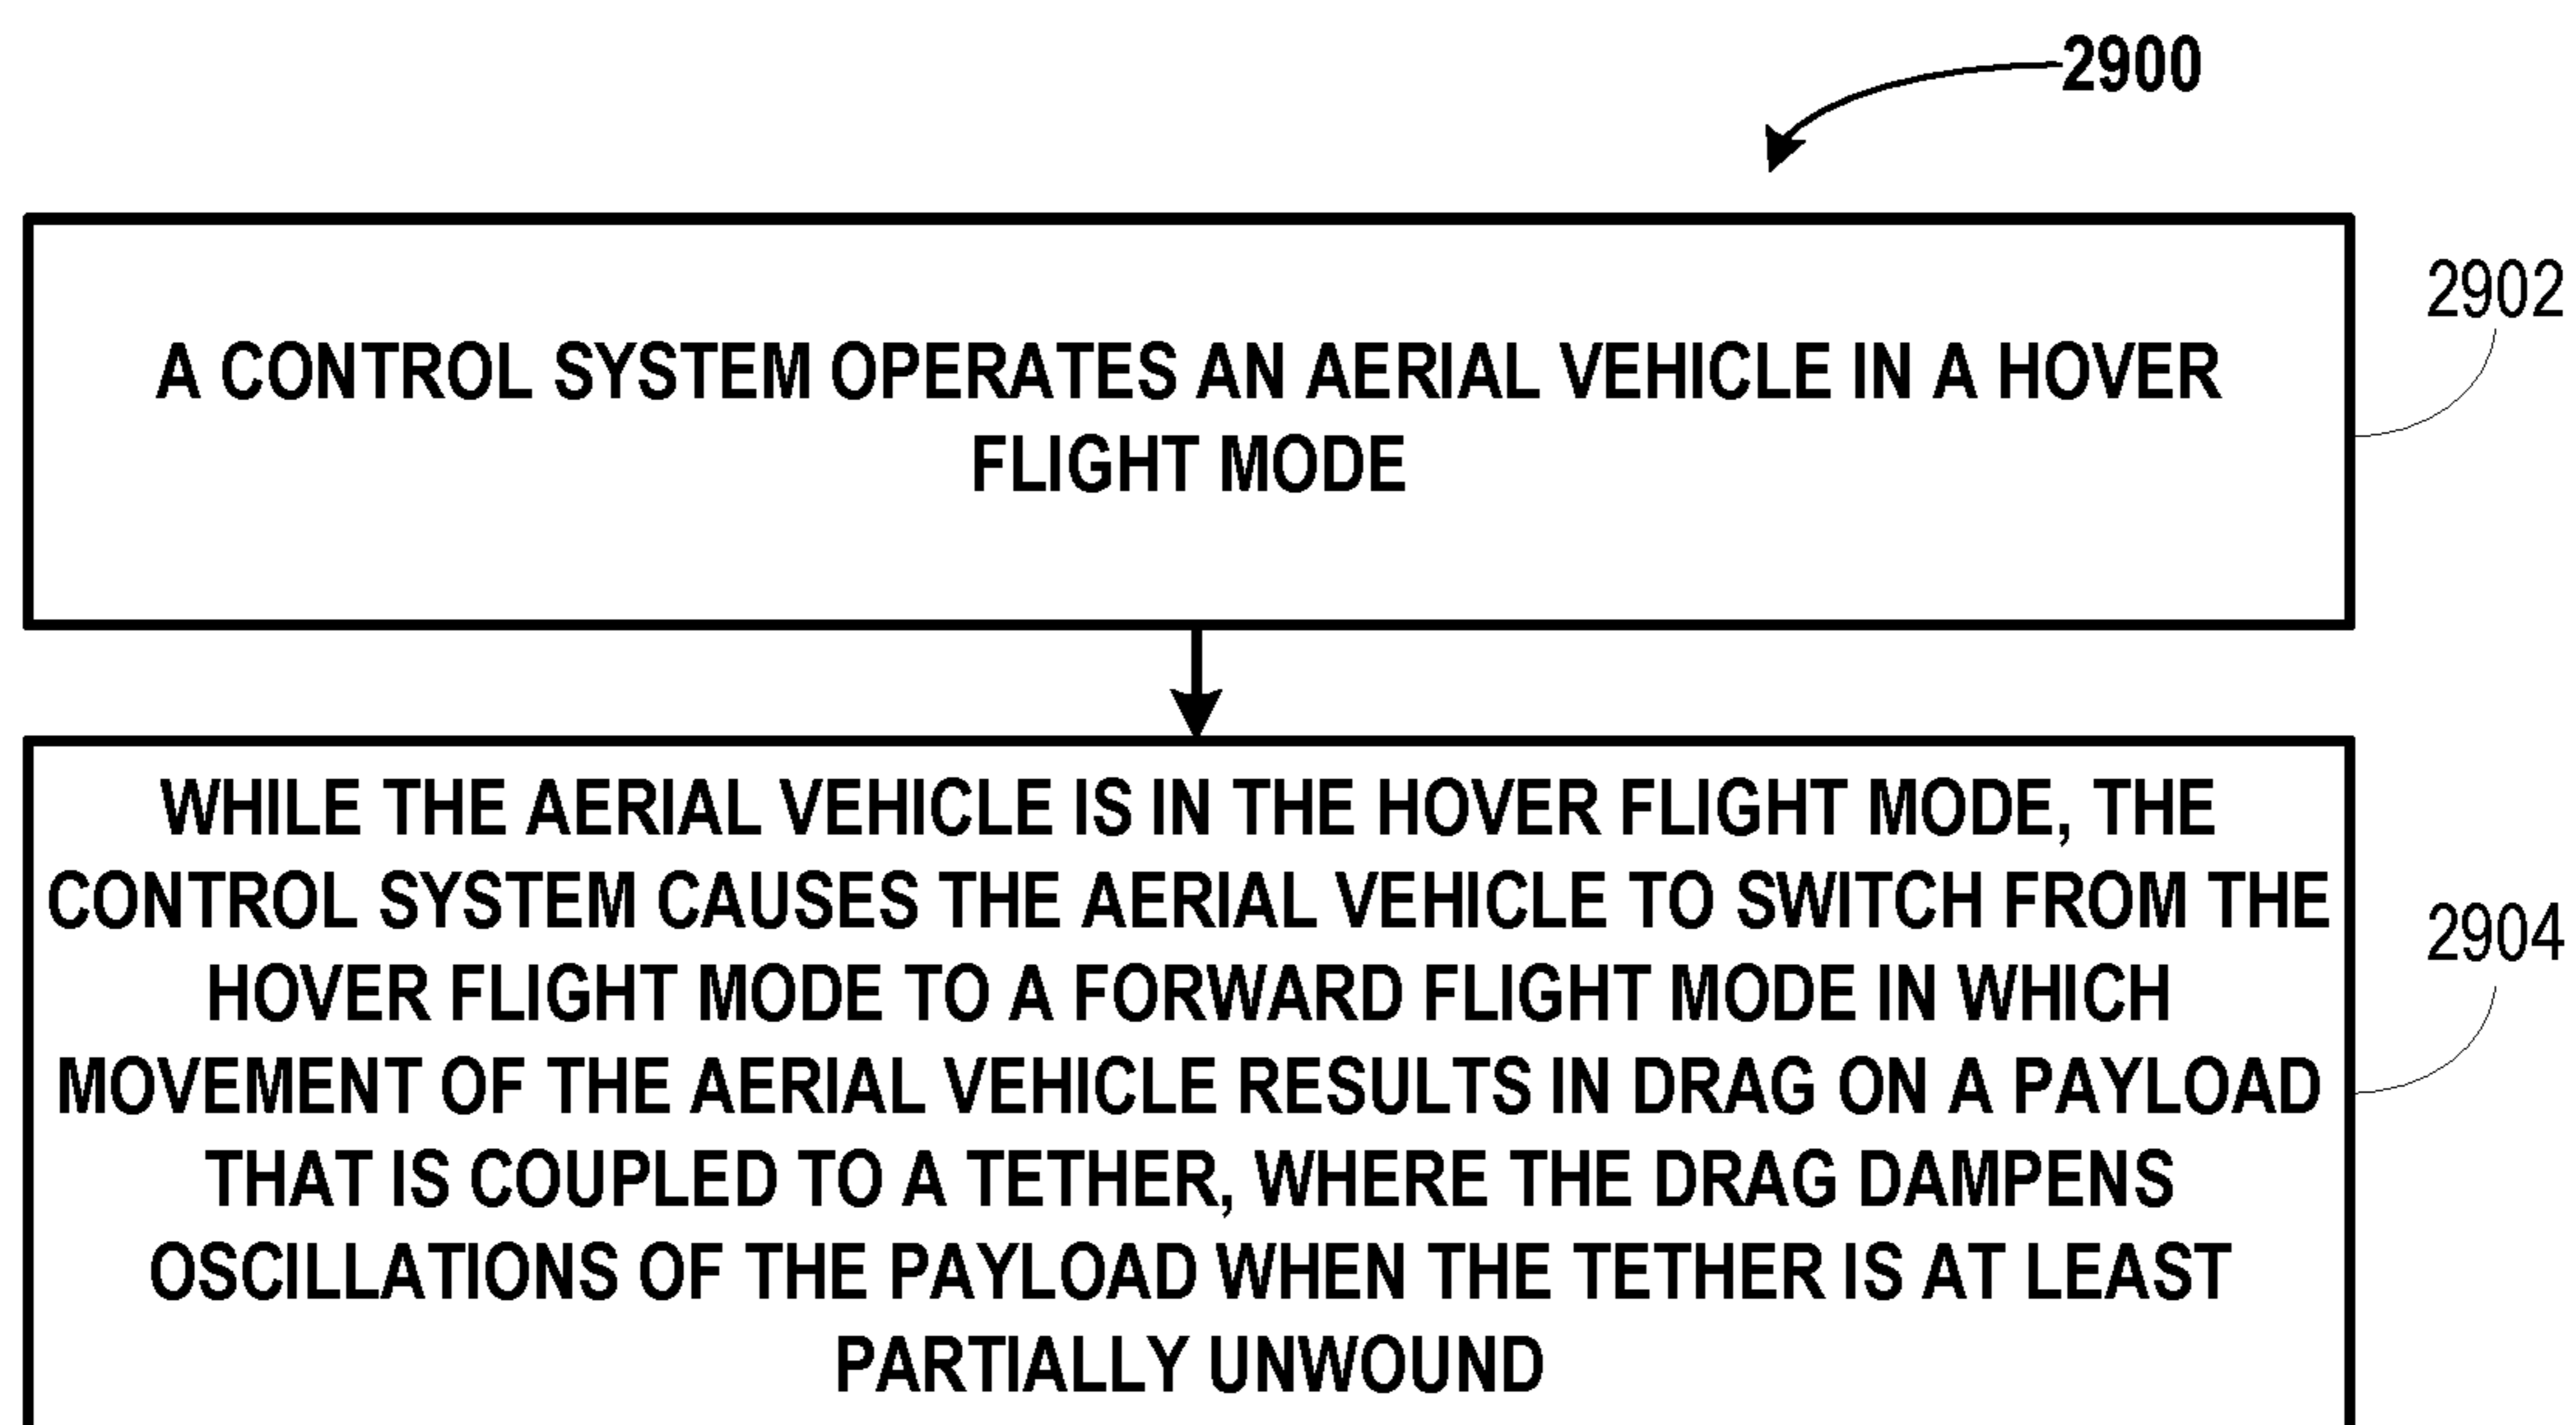 2900
A CONTROL SYSTEM OPERATES AN AERIAL VEHICLE IN A HOVER
FLIGHT MODE
2902
WHILE THE AERIAL VEHICLE IS IN THE HOVER FLIGHT MODE, THE
CONTROL SYSTEM CAUSES THE AERIAL VEHICLE TO SWITCH FROM THE
HOVER FLIGHT MODE TO A FORWARD FLIGHT MODE IN WHICH
MOVEMENT OF THE AERIAL VEHICLE RESULTS IN DRAG ON A PAYLOAD
THAT IS COUPLED TO A TETHER, WHERE THE DRAG DAMPENS
OSCILLATIONS OF THE PAYLOAD WHEN THE TETHER IS AT LEAST
PARTIALLY UNWOUND
2904